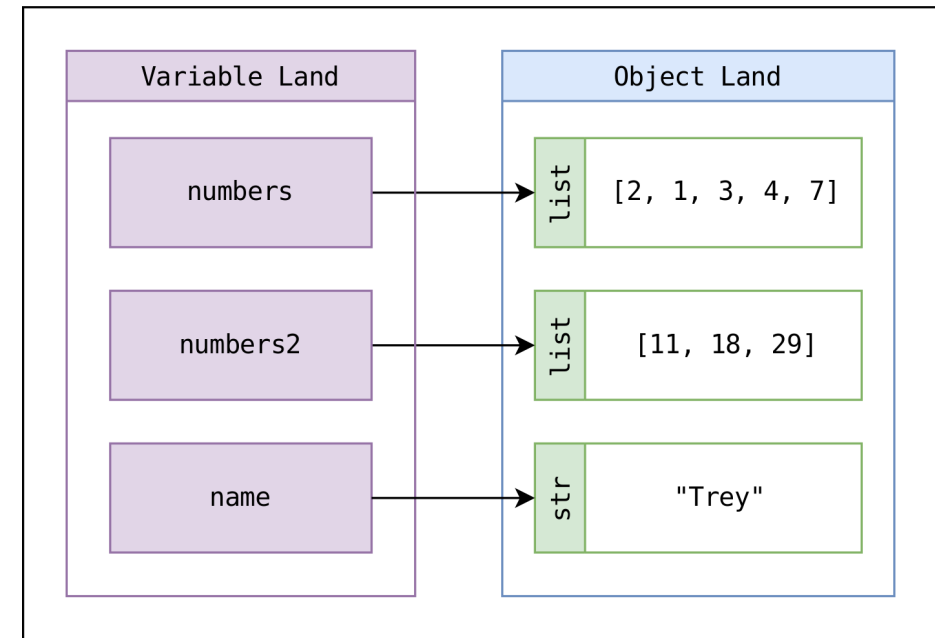 Variable Land
Object Land
numbers
list
[2, 1, 3, 4, 7]
numbers2
list
[11, 18, 29]
name
str
"Trey"